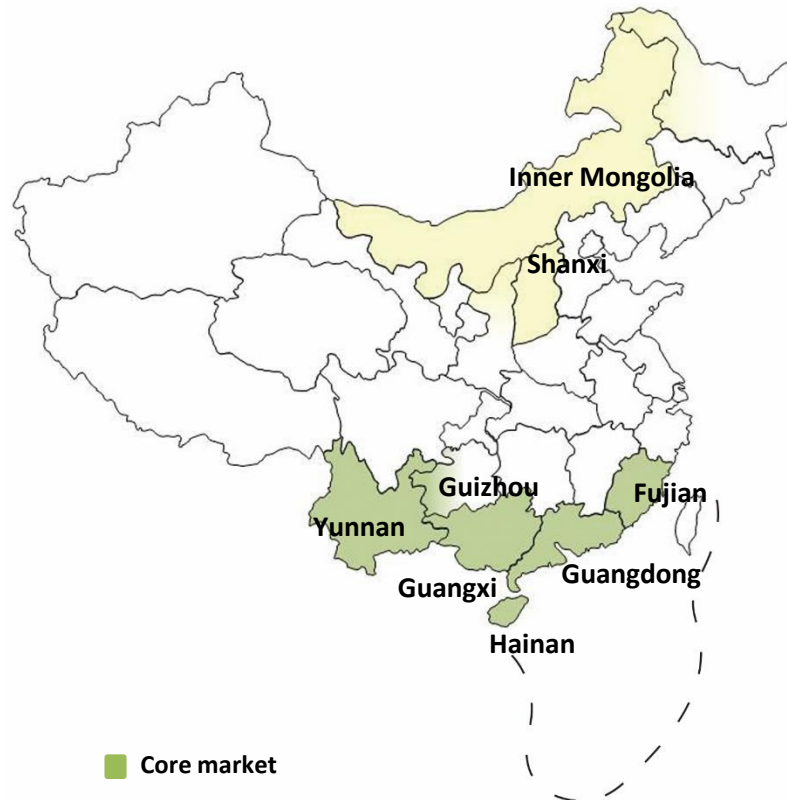 Inner Mongolia
Shanxi
Guizhou
Fujian
Yunnan
Guangdong
Guangxi
Hainan
Core market